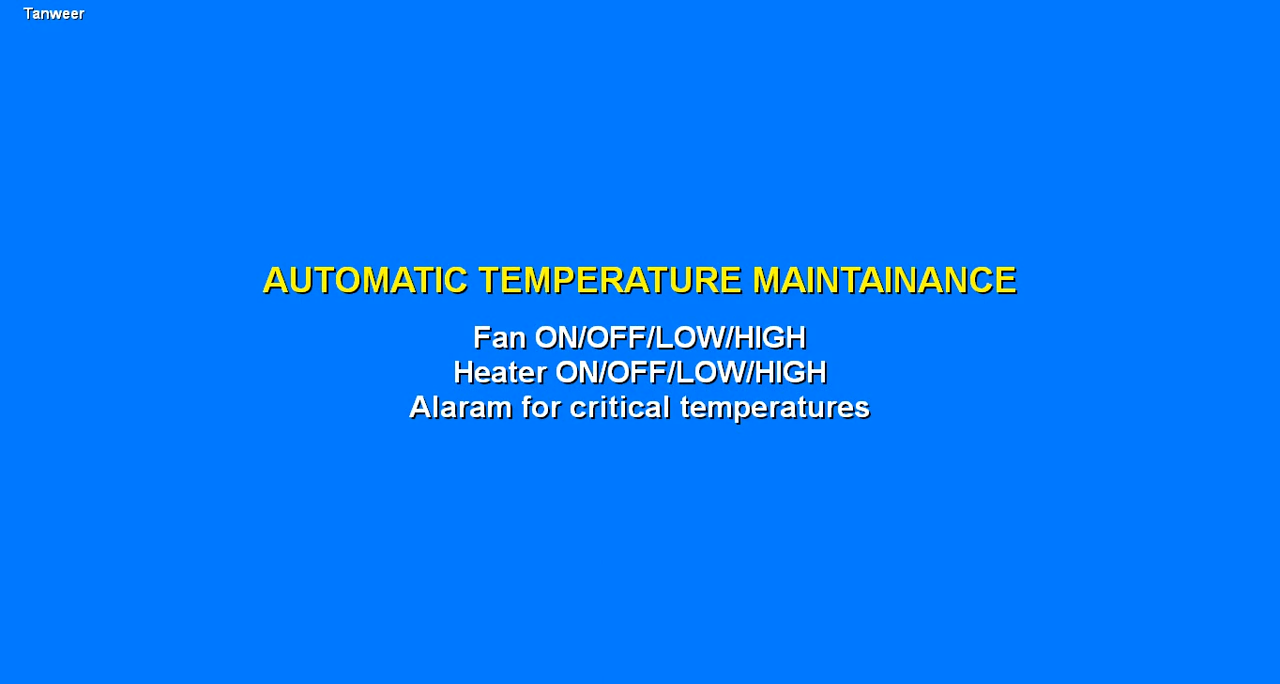 Tanweer
AUTOMATIC TEMPERATURE MAINTAINANCE
Fan ON/OFF/LOW/HIGH
Heater ON/OFF/LOW/HIGH
Alaram for critical temperatures